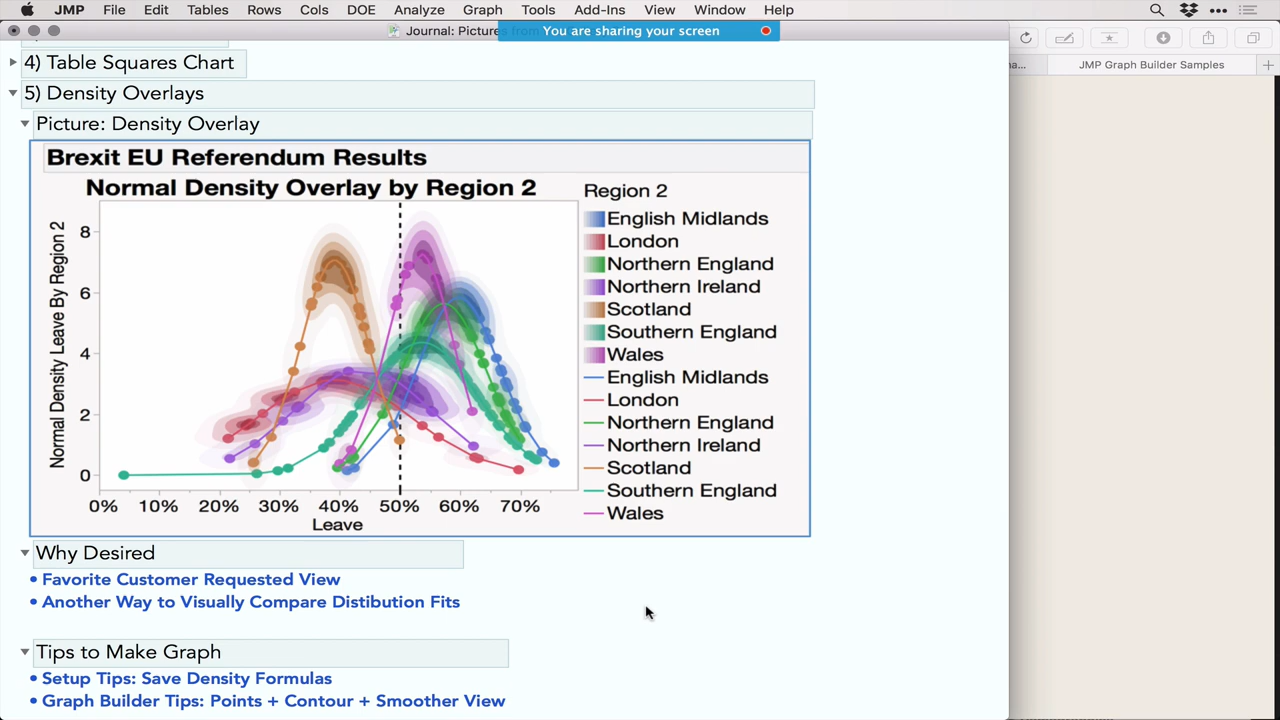 JMP File Edit Tables Rows Cols DOE Analyze Graph Tools Add-Ins View Window Help
Journal: Pictures from
You are sharing your screen
4) Table Squares Chart
JMP Graph Builder Samples
5) Density Overlays
Picture: Density Overlay
Brexit EU Referendum Results
Normal Density Overlay by Region 2
Normal Density Leave By Region 2
8
6
4
2
0
0% 10% 20% 30% 40% 50% 60% 70%
Leave
Region 2
English Midlands
London
Northern England
Northern Ireland
Scotland
Southern England
Wales
English Midlands
London
Northern England
Northern Ireland
Scotland
Southern England
Wales
Why Desired
• Favorite Customer Requested View
• Another Way to Visually Compare Distibution Fits
Tips to Make Graph
• Setup Tips: Save Density Formulas
• Graph Builder Tips: Points + Contour + Smoother View